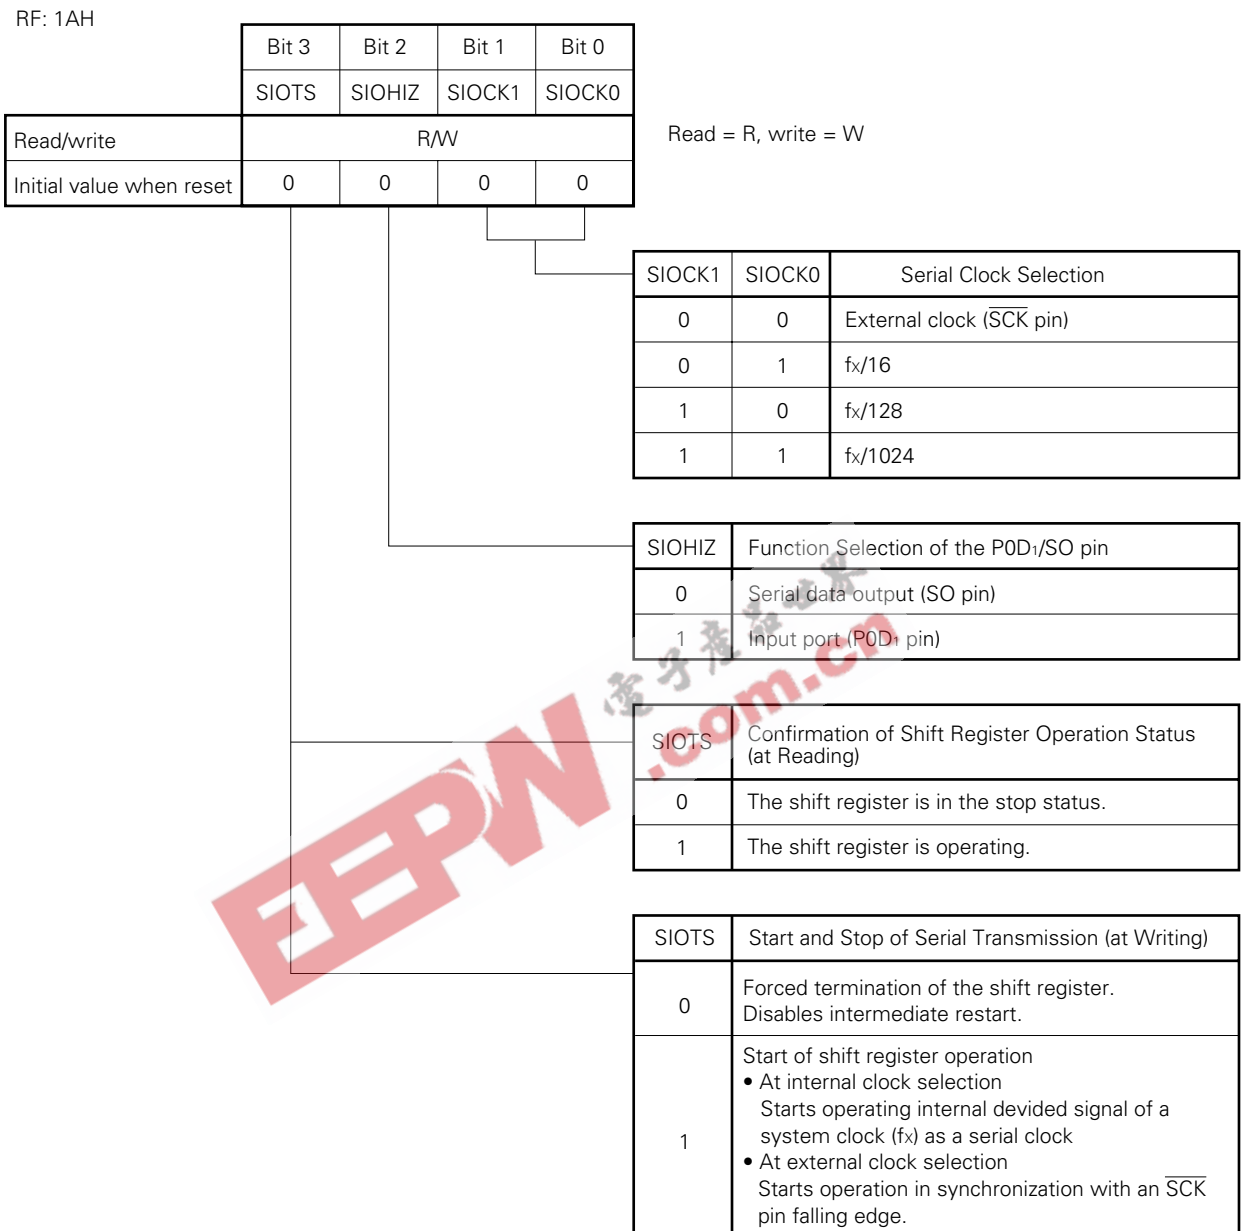 RF: 1AH
Bit 3 Bit 2 Bit 1 Bit 0
SIOTS SIOHIZ SIOCK1 SIOCK0
Read/write R/W
Read = R, write = W
Initial value when reset 0 0 0 0
SIOCK1 SIOCK0 Serial Clock Selection
0 0 External clock (S̅C̅K̅ pin)
0 1 fX/16
1 0 fX/128
1 1 fX/1024
SIOHIZ Function Selection of the P0D1/SO pin
0 Serial data output (SO pin)
1 Input port (P0D1 pin)
SIOTS Confirmation of Shift Register Operation Status
(at Reading)
0 The shift register is in the stop status.
1 The shift register is operating.
SIOTS Start and Stop of Serial Transmission (at Writing)
0 Forced termination of the shift register.
Disables intermediate restart.
1 Start of shift register operation
• At internal clock selection
Starts operating internal devided signal of a
system clock (fX) as a serial clock
• At external clock selection
Starts operation in synchronization with an S̅C̅K̅
pin falling edge.
EEPW 電子產品世界
.com.cn